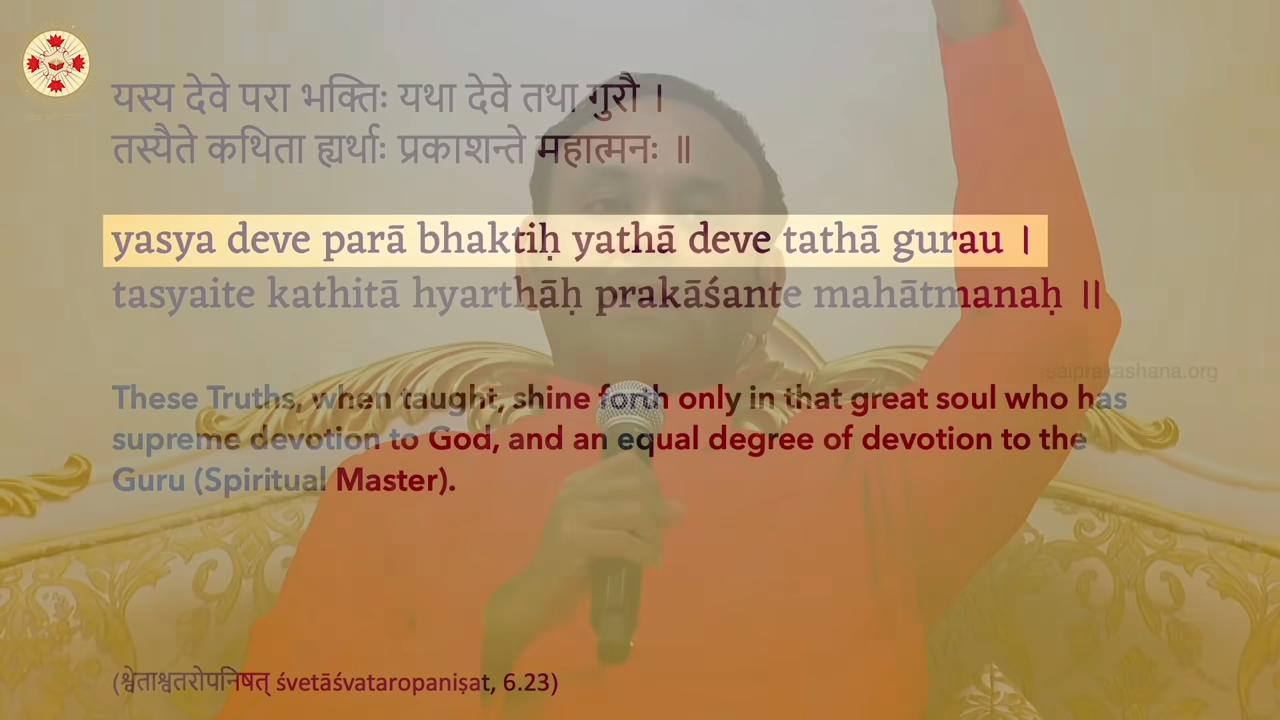 यस्य देवे परा भक्तिः यथा देवे तथा गुरौ ।
तस्यैते कथिता ह्यर्थाः प्रकाशन्ते महात्मनः ॥
yasya deve parā bhaktiḥ yathā deve tathā gurau ।
tasyaite kathitā hyarthāḥ prakāśante mahātmanaḥ ॥
saiprakashana.org
These Truths, when taught, shine forth only in that great soul who has
supreme devotion to God, and an equal degree of devotion to the
Guru (Spiritual Master).
(श्वेताश्वतरोपनिषत् śvetāśvataropaniṣat, 6.23)